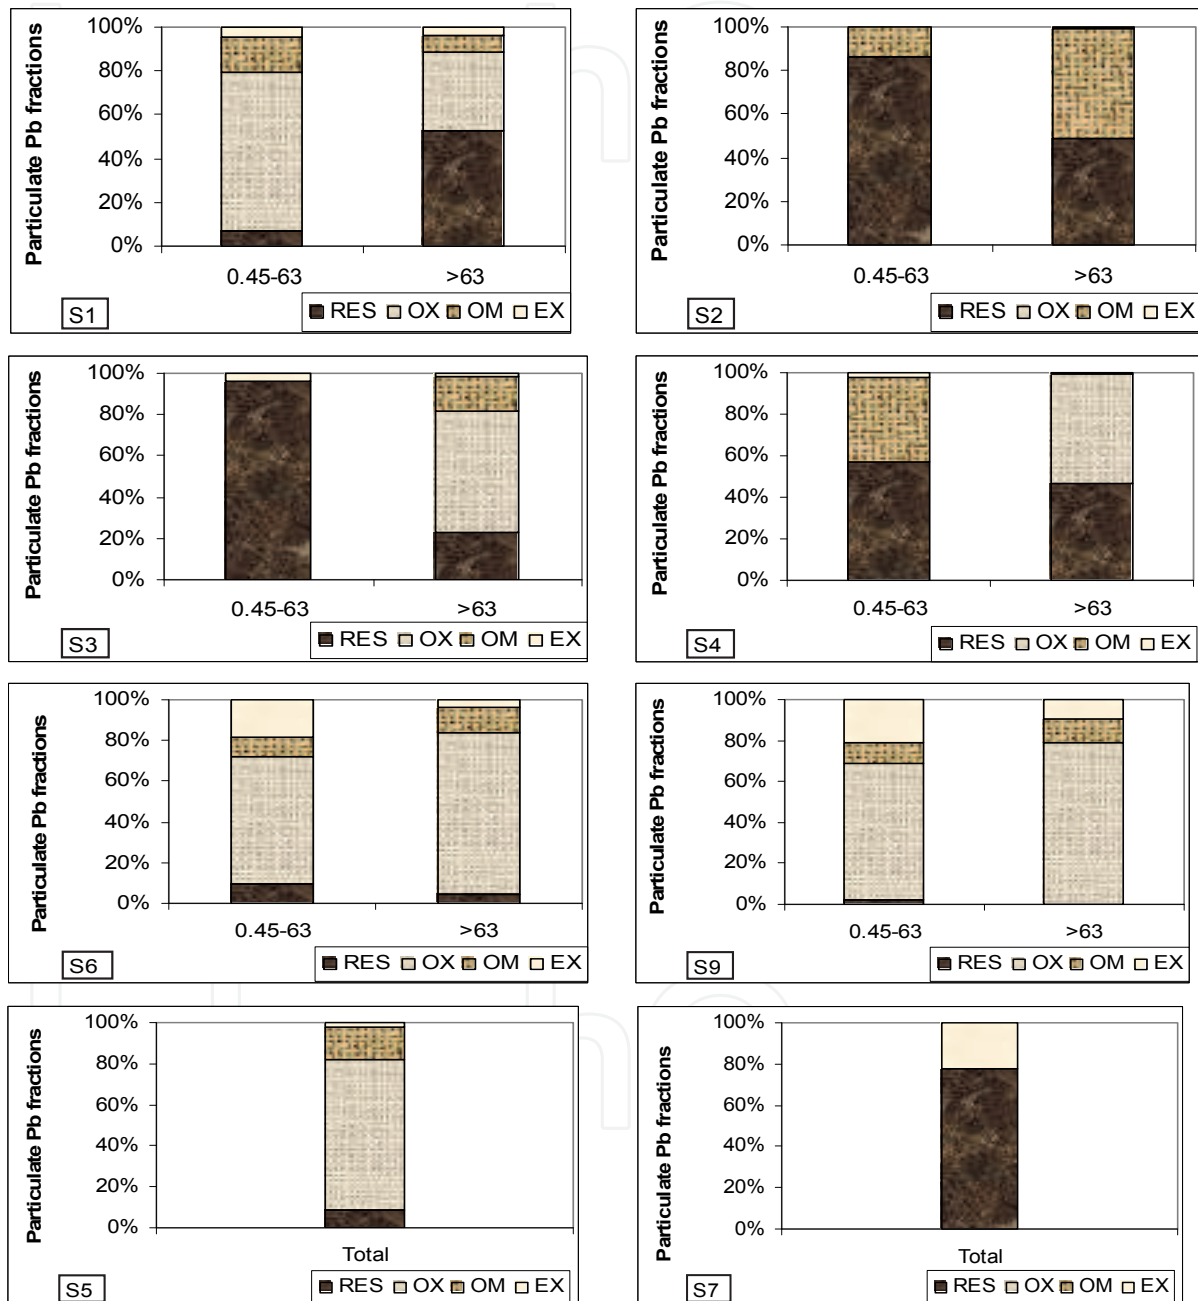 Particulate Pb fractions
100%
80%
60%
40%
20%
0%
0.45-63 >63
S1
RES OX OM EX
Particulate Pb fractions
100%
80%
60%
40%
20%
0%
0.45-63 >63
S2
RES OX OM EX
Particulate Pb fractions
100%
80%
60%
40%
20%
0%
0.45-63 >63
S3
RES OX OM EX
Particulate Pb fractions
100%
80%
60%
40%
20%
0%
0.45-63 >63
S4
RES OX OM EX
Particulate Pb fractions
100%
80%
60%
40%
20%
0%
0.45-63 >63
S6
RES OX OM EX
Particulate Pb fractions
100%
80%
60%
40%
20%
0%
0.45-63 >63
S9
RES OX OM EX
Particulate Pb fractions
100%
80%
60%
40%
20%
0%
Total
S5
RES OX OM EX
Particulate Pb fractions
100%
80%
60%
40%
20%
0%
Total
S7
RES OX OM EX